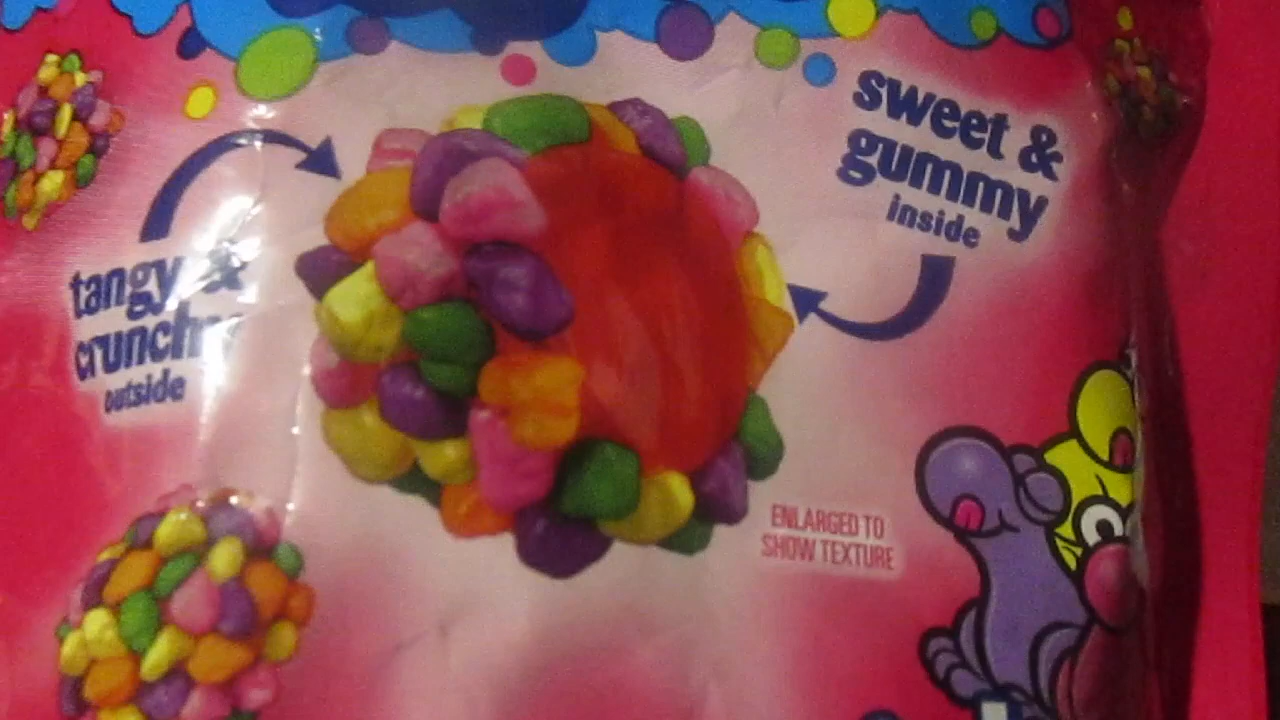 sweet &
gummy
inside
tangy &
crunchy
outside
ENLARGED TO
SHOW TEXTURE